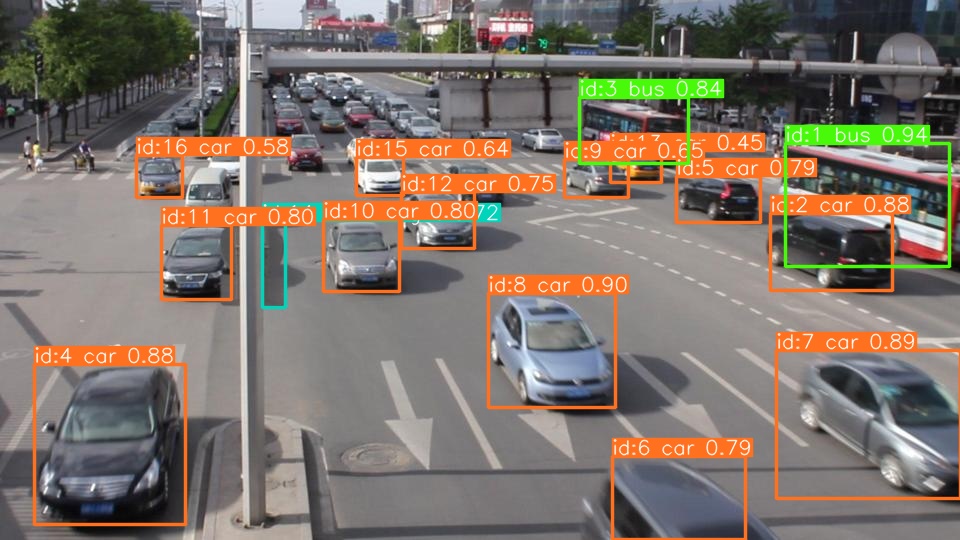 id:3 bus 0.84
id:1 bus 0.94
id:16 car 0.58
id:15 car 0.64
id:9 car 0.65
0.45
id:5 car 0.79
id:12 car 0.75
id:2 car 0.88
id:11 car 0.80
id:10 car 0.80
72
id:8 car 0.90
id:7 car 0.89
id:4 car 0.88
id:6 car 0.79